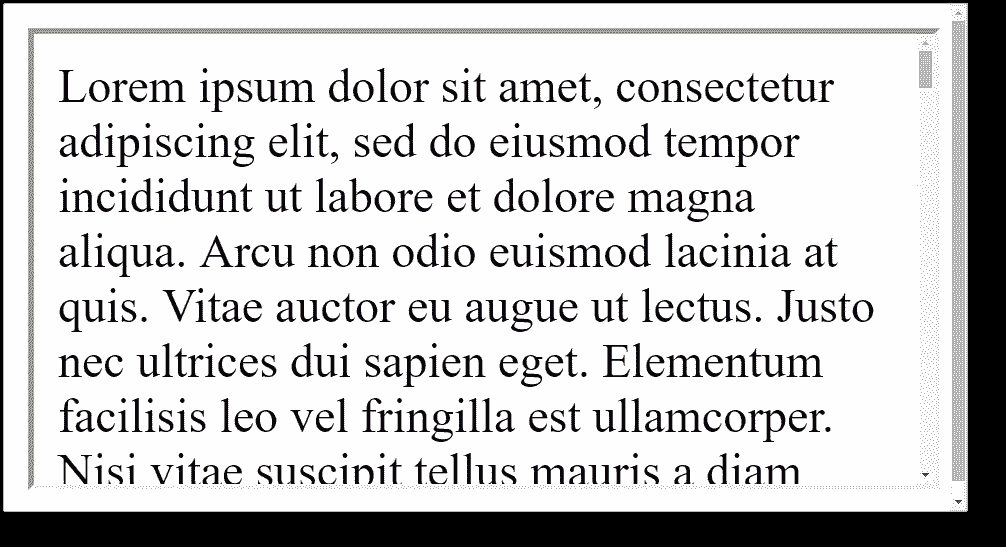 Lorem ipsum dolor sit amet, consectetur
adipiscing elit, sed do eiusmod tempor
incididunt ut labore et dolore magna
aliqua. Arcu non odio euismod lacinia at
quis. Vitae auctor eu augue ut lectus. Justo
nec ultrices dui sapien eget. Elementum
facilisis leo vel fringilla est ullamcorper.
Nisi vitae suscipit tellus mauris a diam